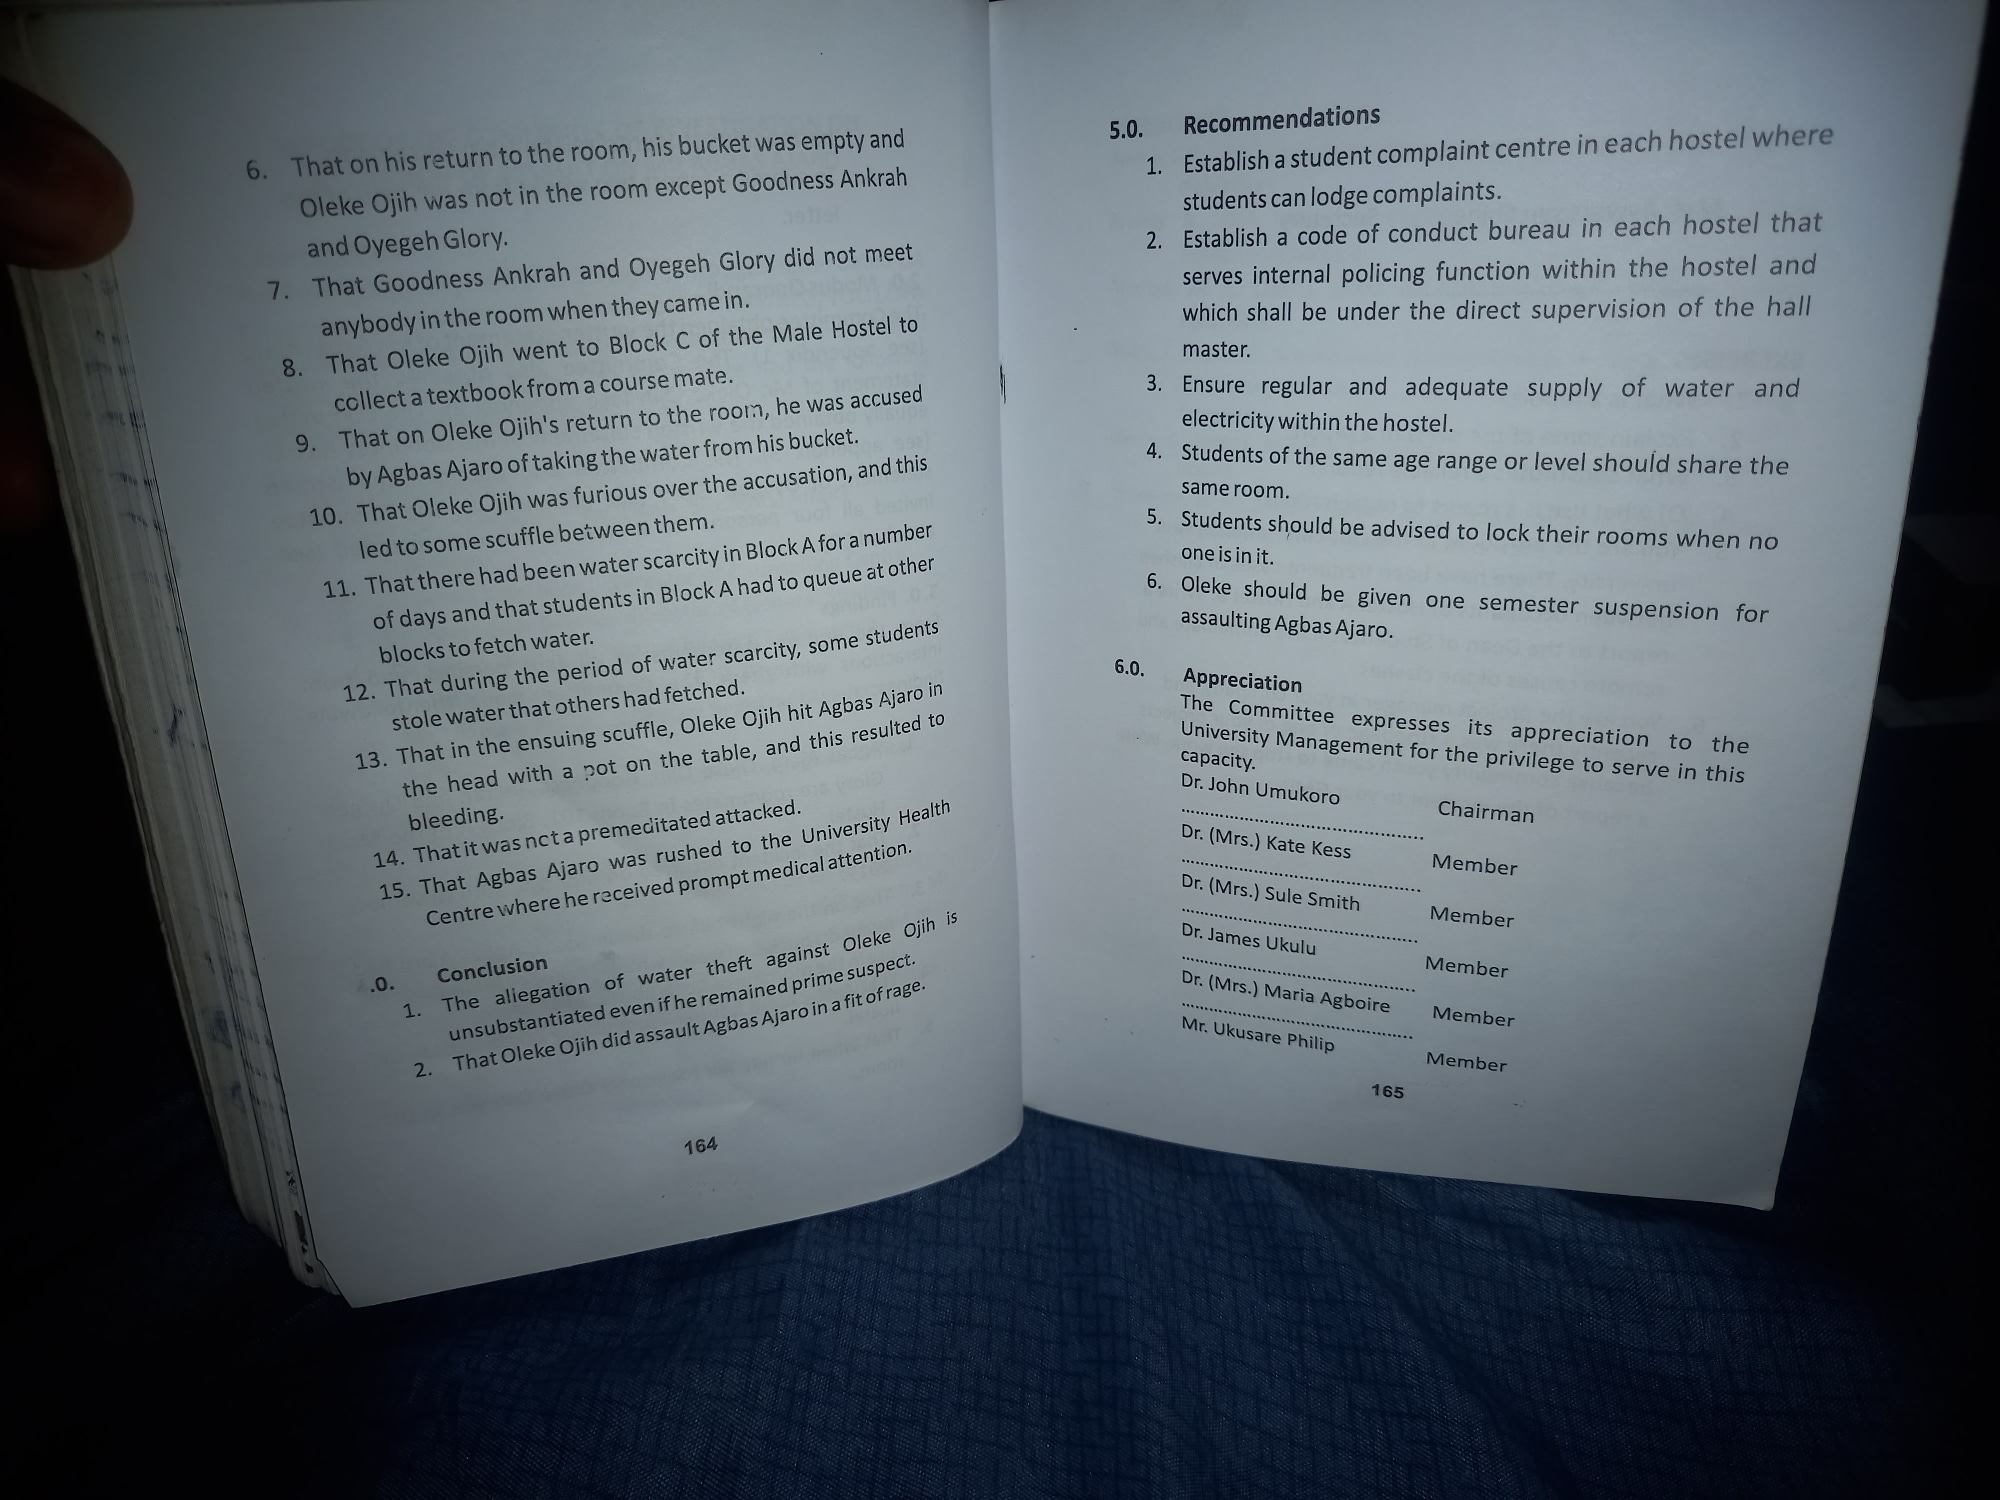 6. That on his return to the room, his bucket was empty and
Oleke Ojih was not in the room except Goodness Ankrah
and Oyegeh Glory.
7. That Goodness Ankrah and Oyegeh Glory did not meet
anybody in the room when they came in.
8. That Oleke Ojih went to Block C of the Male Hostel to
collect a textbook from a course mate.
9. That on Oleke Ojih's return to the room, he was accused
by Agbas Ajaro of taking the water from his bucket.
10. That Oleke Ojih was furious over the accusation, and this
led to some scuffle between them.
11. That there had been water scarcity in Block A for a number
of days and that students in Block A had to queue at other
blocks to fetch water.
12. That during the period of water scarcity, some students
stole water that others had fetched.
13. That in the ensuing scuffle, Oleke Ojih hit Agbas Ajaro in
the head with a pot on the table, and this resulted to
bleeding.
14. That it was not a premeditated attacked.
15. That Agbas Ajaro was rushed to the University Health
Centre where he received prompt medical attention.
.0. Conclusion
1. The allegation of water theft against Oleke Ojih is
unsubstantiated even if he remained prime suspect.
2. That Oleke Ojih did assault Agbas Ajaro in a fit of rage.
164
5.0. Recommendations
1. Establish a student complaint centre in each hostel where
students can lodge complaints.
2. Establish a code of conduct bureau in each hostel that
serves internal policing function within the hostel and
which shall be under the direct supervision of the hall
master.
3. Ensure regular and adequate supply of water and
electricity within the hostel.
4. Students of the same age range or level should share the
same room.
5. Students should be advised to lock their rooms when no
one is in it.
6. Oleke should be given one semester suspension for
assaulting Agbas Ajaro.
6.0. Appreciation
The Committee expresses its appreciation to the
University Management for the privilege to serve in this
capacity.
Dr. John Umukoro Chairman
............................................
Dr. (Mrs.) Kate Kess Member
............................................
Dr. (Mrs.) Sule Smith Member
............................................
Dr. James Ukulu Member
............................................
Dr. (Mrs.) Maria Agboire Member
............................................
Mr. Ukusare Philip Member
165